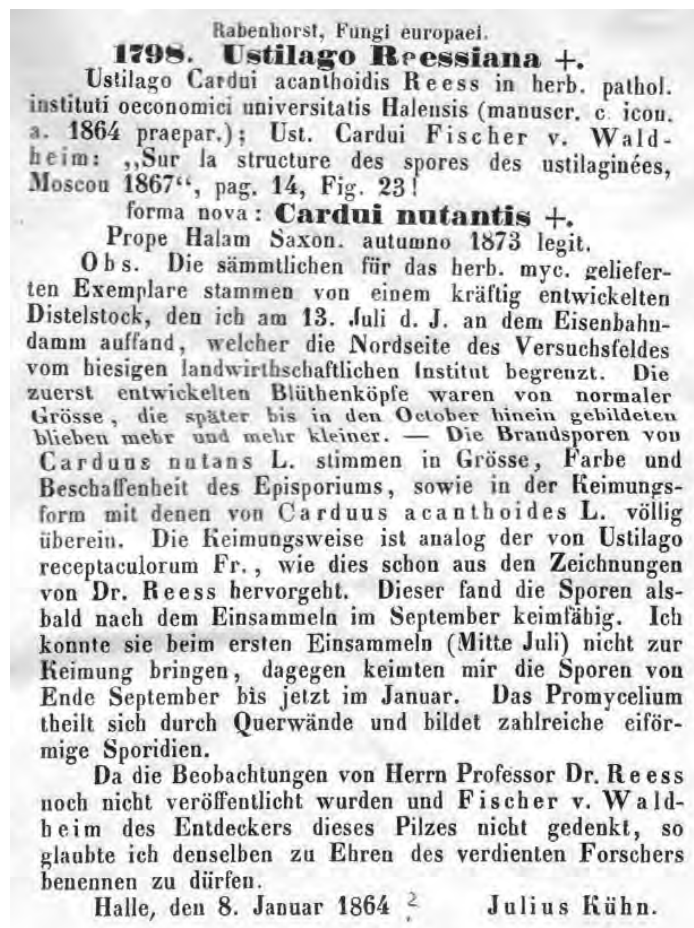 Rabenhorst, Fungi europaei.
1798. Ustilago Reessiana +.
Ustilago Cardui acanthoidis Reess in herb. pathol.
instituti oeconomici universitatis Halensis (manuscr. c. icon.
a. 1864 praepar.); Ust. Cardui Fischer v. Wald-
heim: „Sur la structure des spores des ustilaginées,
Moscou 1867“, pag. 14, Fig. 23!
forma nova: Cardui nutantis +.
Prope Halam Saxon. autumno 1873 legit.
Obs. Die sämmtlichen für das herb. myc. geliefer-
ten Exemplare stammen von einem kräftig entwickelten
Distelstock, den ich am 13. Juli d. J. an dem Eisenbahn-
damm auffand, welcher die Nordseite des Versuchsfeldes
vom hiesigen landwirthschaftlichen Institut begrenzt. Die
zuerst entwickelten Blüthenköpfe waren von normaler
Grösse, die später bis in den October hinein gebildeten
blieben mehr und mehr kleiner. — Die Brandsporen von
Carduus nutans L. stimmen in Grösse, Farbe und
Beschaffenheit des Episporiums, sowie in der Keimungs-
form mit denen von Carduus acanthoides L. völlig
überein. Die Keimungsweise ist analog der von Ustilago
receptaculorum Fr., wie dies schon aus den Zeichnungen
von Dr. Reess hervorgeht. Dieser fand die Sporen als-
bald nach dem Einsammeln im September keimfähig. Ich
konnte sie beim ersten Einsammeln (Mitte Juli) nicht zur
Keimung bringen, dagegen keimten mir die Sporen von
Ende September bis jetzt im Januar. Das Promycelium
theilt sich durch Querwände und bildet zahlreiche eiför-
mige Sporidien.
Da die Beobachtungen von Herrn Professor Dr. Reess
noch nicht veröffentlicht wurden und Fischer v. Wald-
heim des Entdeckers dieses Pilzes nicht gedenkt, so
glaubte ich denselben zu Ehren des verdienten Forschers
benennen zu dürfen.
Halle, den 8. Januar 1864 ? Julius Kühn.